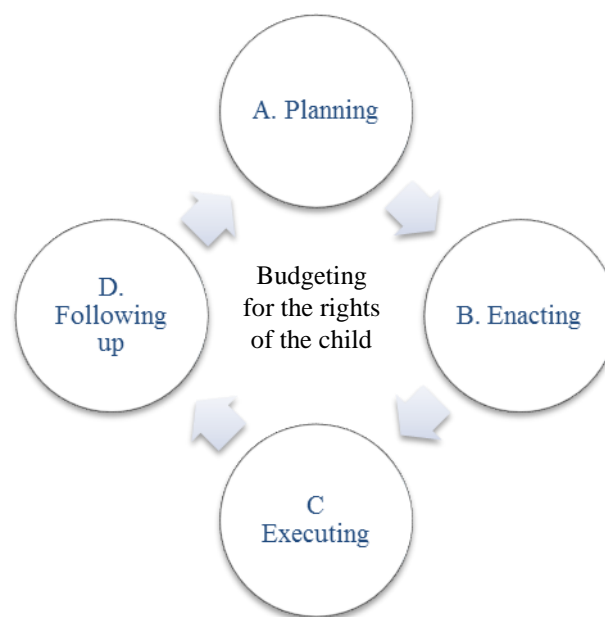 A. Planning
B. Enacting
C
Executing
D.
Following
up
Budgeting
for the rights
of the child